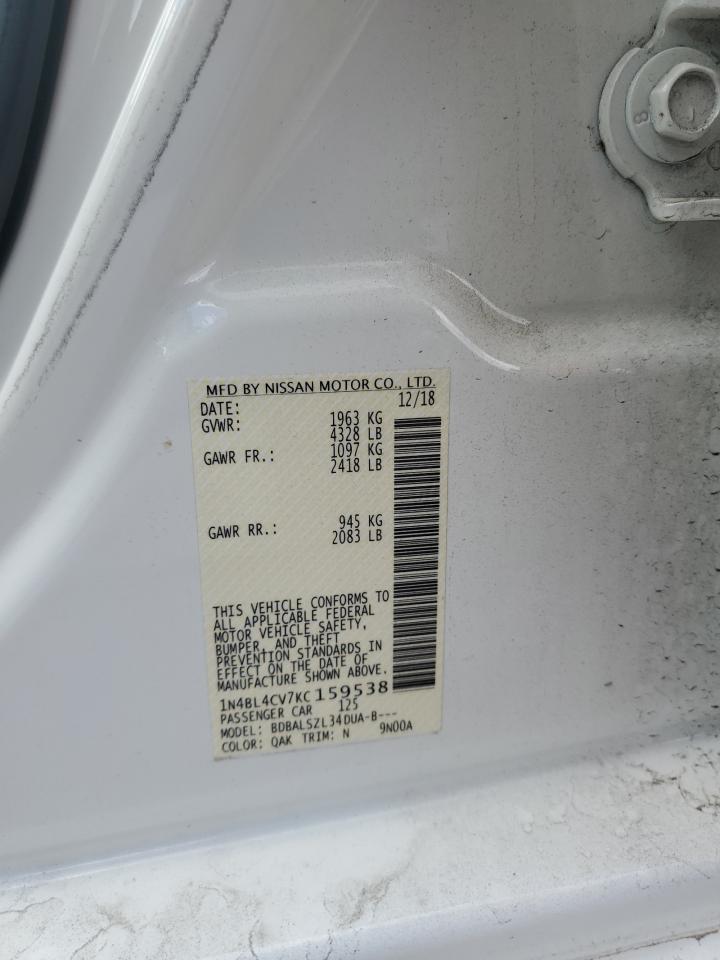 8
MFD BY NISSAN MOTOR CO., LTD.
DATE: 12/18
GVWR: 1963 KG
4328 LB
GAWR FR.: 1097 KG
2418 LB
GAWR RR.: 945 KG
2083 LB
THIS VEHICLE CONFORMS TO
ALL APPLICABLE FEDERAL
MOTOR VEHICLE SAFETY,
BUMPER, AND THEFT
PREVENTION STANDARDS IN
EFFECT ON THE DATE OF
MANUFACTURE SHOWN ABOVE.
1N4BL4CV7KC159538
PASSENGER CAR 125
MODEL: BDBALSZL34DUA-B---
COLOR: QAK TRIM: N 9N00A